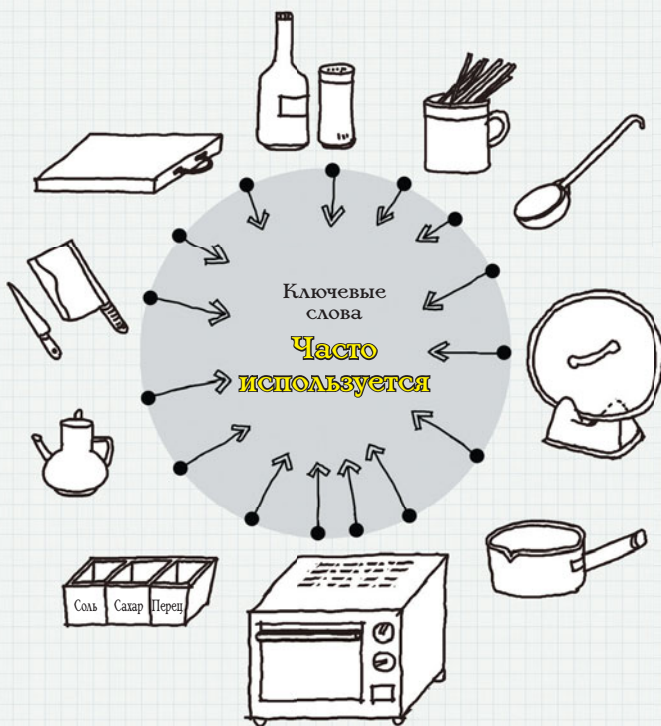 Ключевые
слова
Часто
используется
Соль Сахар Перец